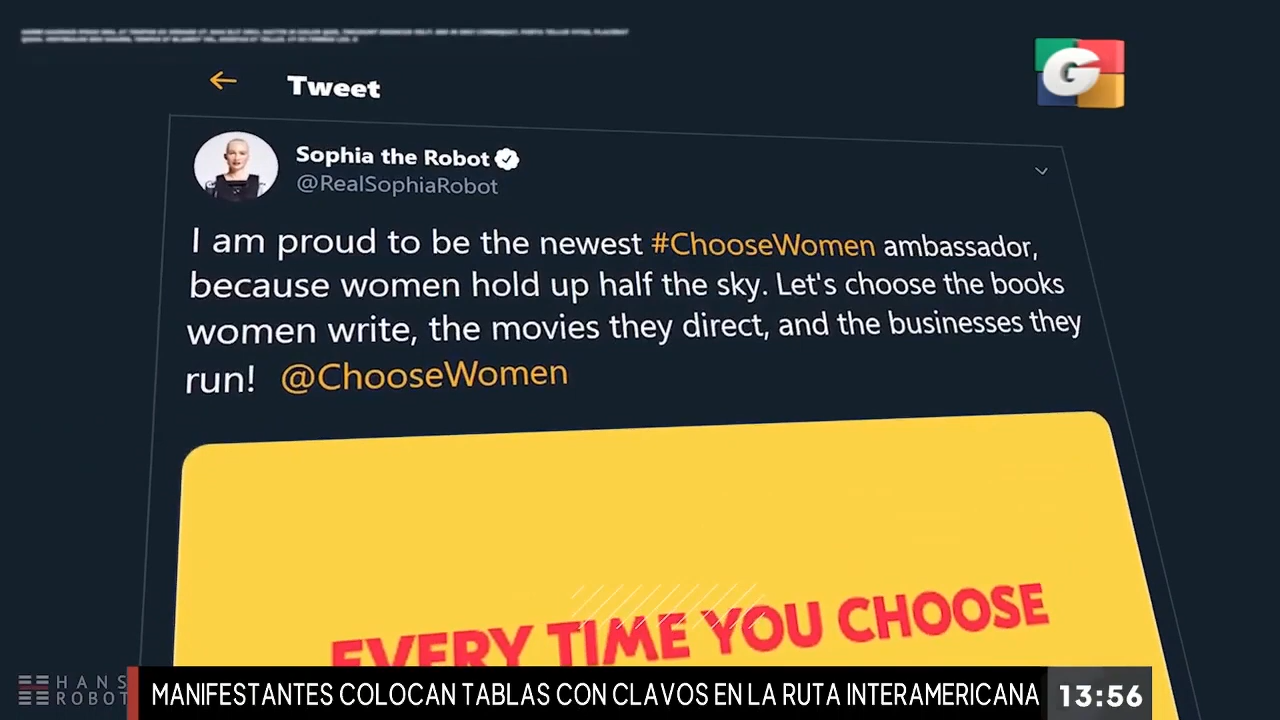 Tweet
G
Sophia the Robot
@RealSophiaRobot
I am proud to be the newest #ChooseWomen ambassador,
because women hold up half the sky. Let's choose the books
women write, the movies they direct, and the businesses they
run! @ChooseWomen
EVERY TIME YOU CHOOSE
HANS
ROBOT
MANIFESTANTES COLOCAN TABLAS CON CLAVOS EN LA RUTA INTERAMERICANA
13:56